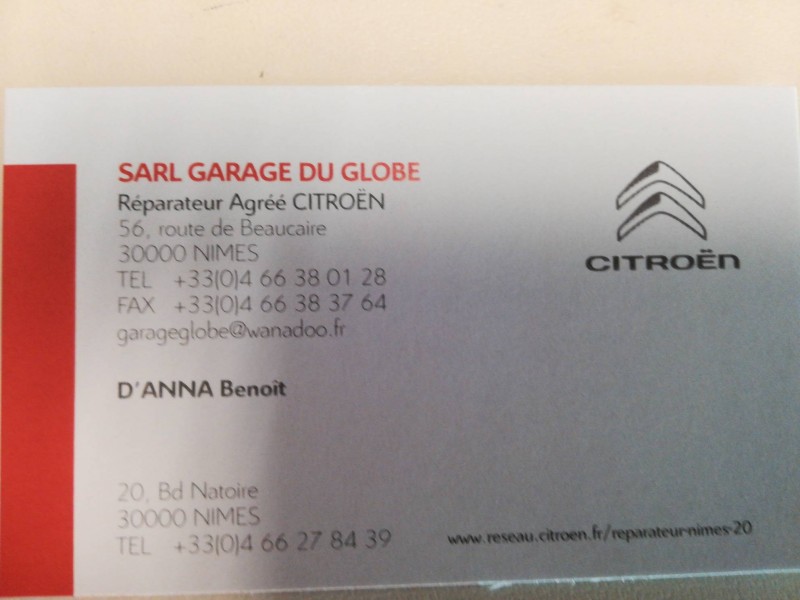 SARL GARAGE DU GLOBE
Réparateur Agréé CITROËN
56, route de Beaucaire
30000 NIMES
TEL +33(0)4 66 38 01 28
FAX +33(0)4 66 38 37 64
garageglobe@wanadoo.fr
CITROËN
D'ANNA Benoît
20, Bd Natoire
30000 NIMES
TEL +33(0)4 66 27 84 39
www.reseau.citroen.fr/reparateur-nimes-20